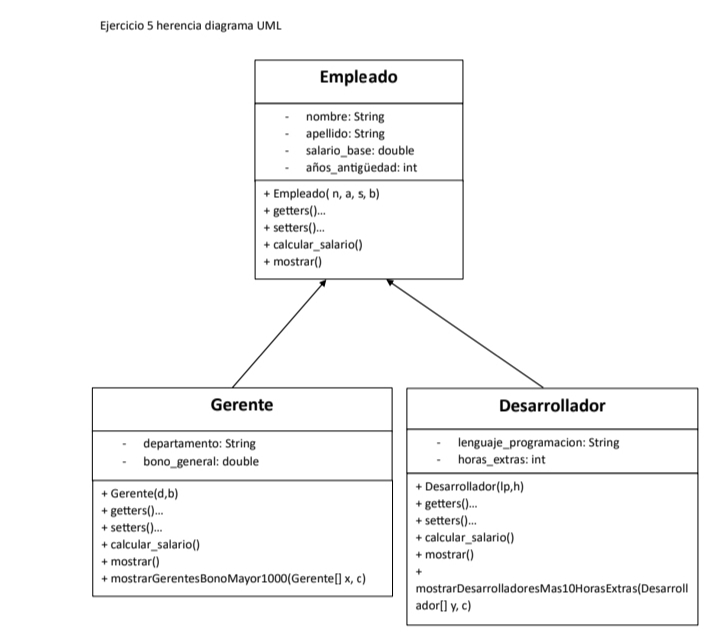 Ejercicio 5 herencia diagrama UML
Empleado
- nombre: String
- apellido: String
- salario_base: double
- años_antigüedad: int
+ Empleado( n, a, s, b)
+ getters()...
+ setters()...
+ calcular_salario()
+ mostrar()
Gerente
- departamento: String
- bono_general: double
+ Gerente(d,b)
+ getters()...
+ setters()...
+ calcular_salario()
+ mostrar()
+ mostrarGerentesBonoMayor1000(Gerente[] x, c)
Desarrollador
- lenguaje_programacion: String
- horas_extras: int
+ Desarrollador(lp,h)
+ getters()...
+ setters()...
+ calcular_salario()
+ mostrar()
+
mostrarDesarrolladoresMas10HorasExtras(Desarroll
ador[] y, c)